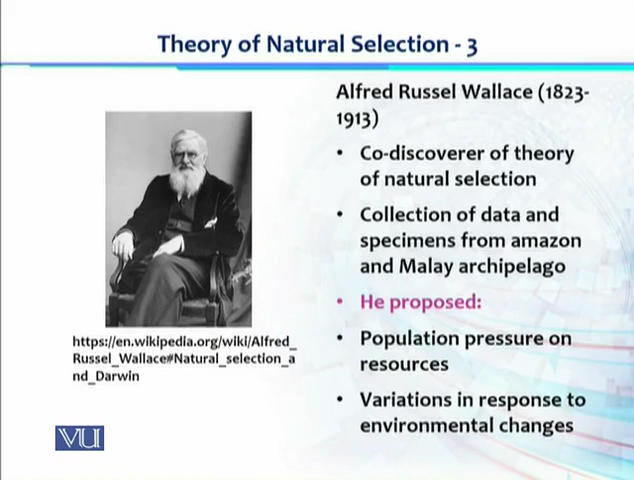 Theory of Natural Selection - 3
Alfred Russel Wallace (1823-
1913)
• Co-discoverer of theory
of natural selection
• Collection of data and
specimens from amazon
and Malay archipelago
• He proposed:
• Population pressure on
resources
• Variations in response to
environmental changes
https://en.wikipedia.org/wiki/Alfred_
Russel_Wallace#Natural_selection_a
nd_Darwin
VU